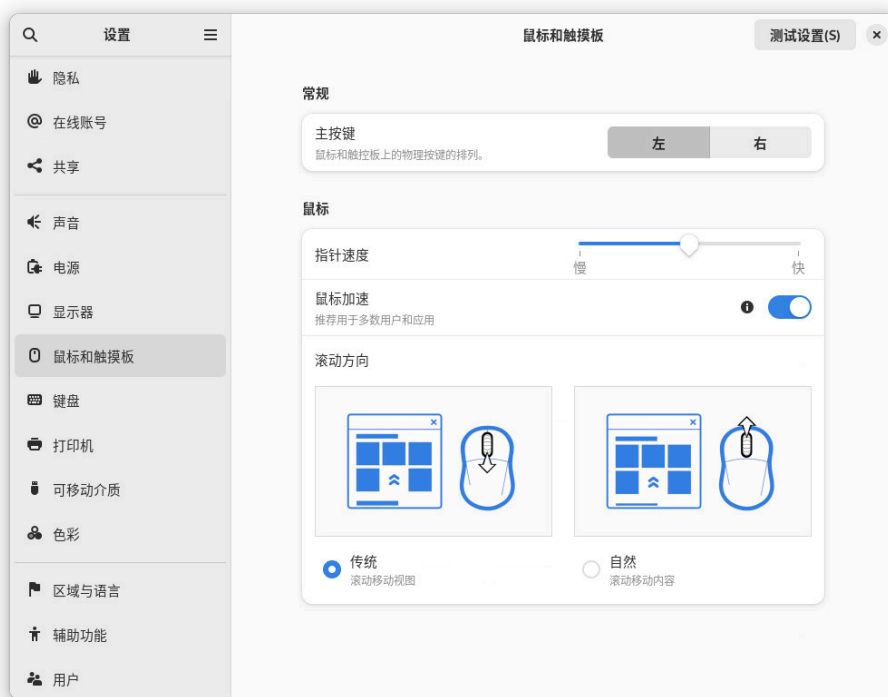 设置
隐私
在线账号
共享
声音
电源
显示器
鼠标和触摸板
键盘
打印机
可移动介质
色彩
区域与语言
辅助功能
用户
鼠标和触摸板
测试设置(S)
常规
主按键
鼠标和触控板上的物理按键的排列。
左
右
鼠标
指针速度
慢
快
鼠标加速
推荐用于多数用户和应用
滚动方向
传统
滚动移动视图
自然
滚动移动内容